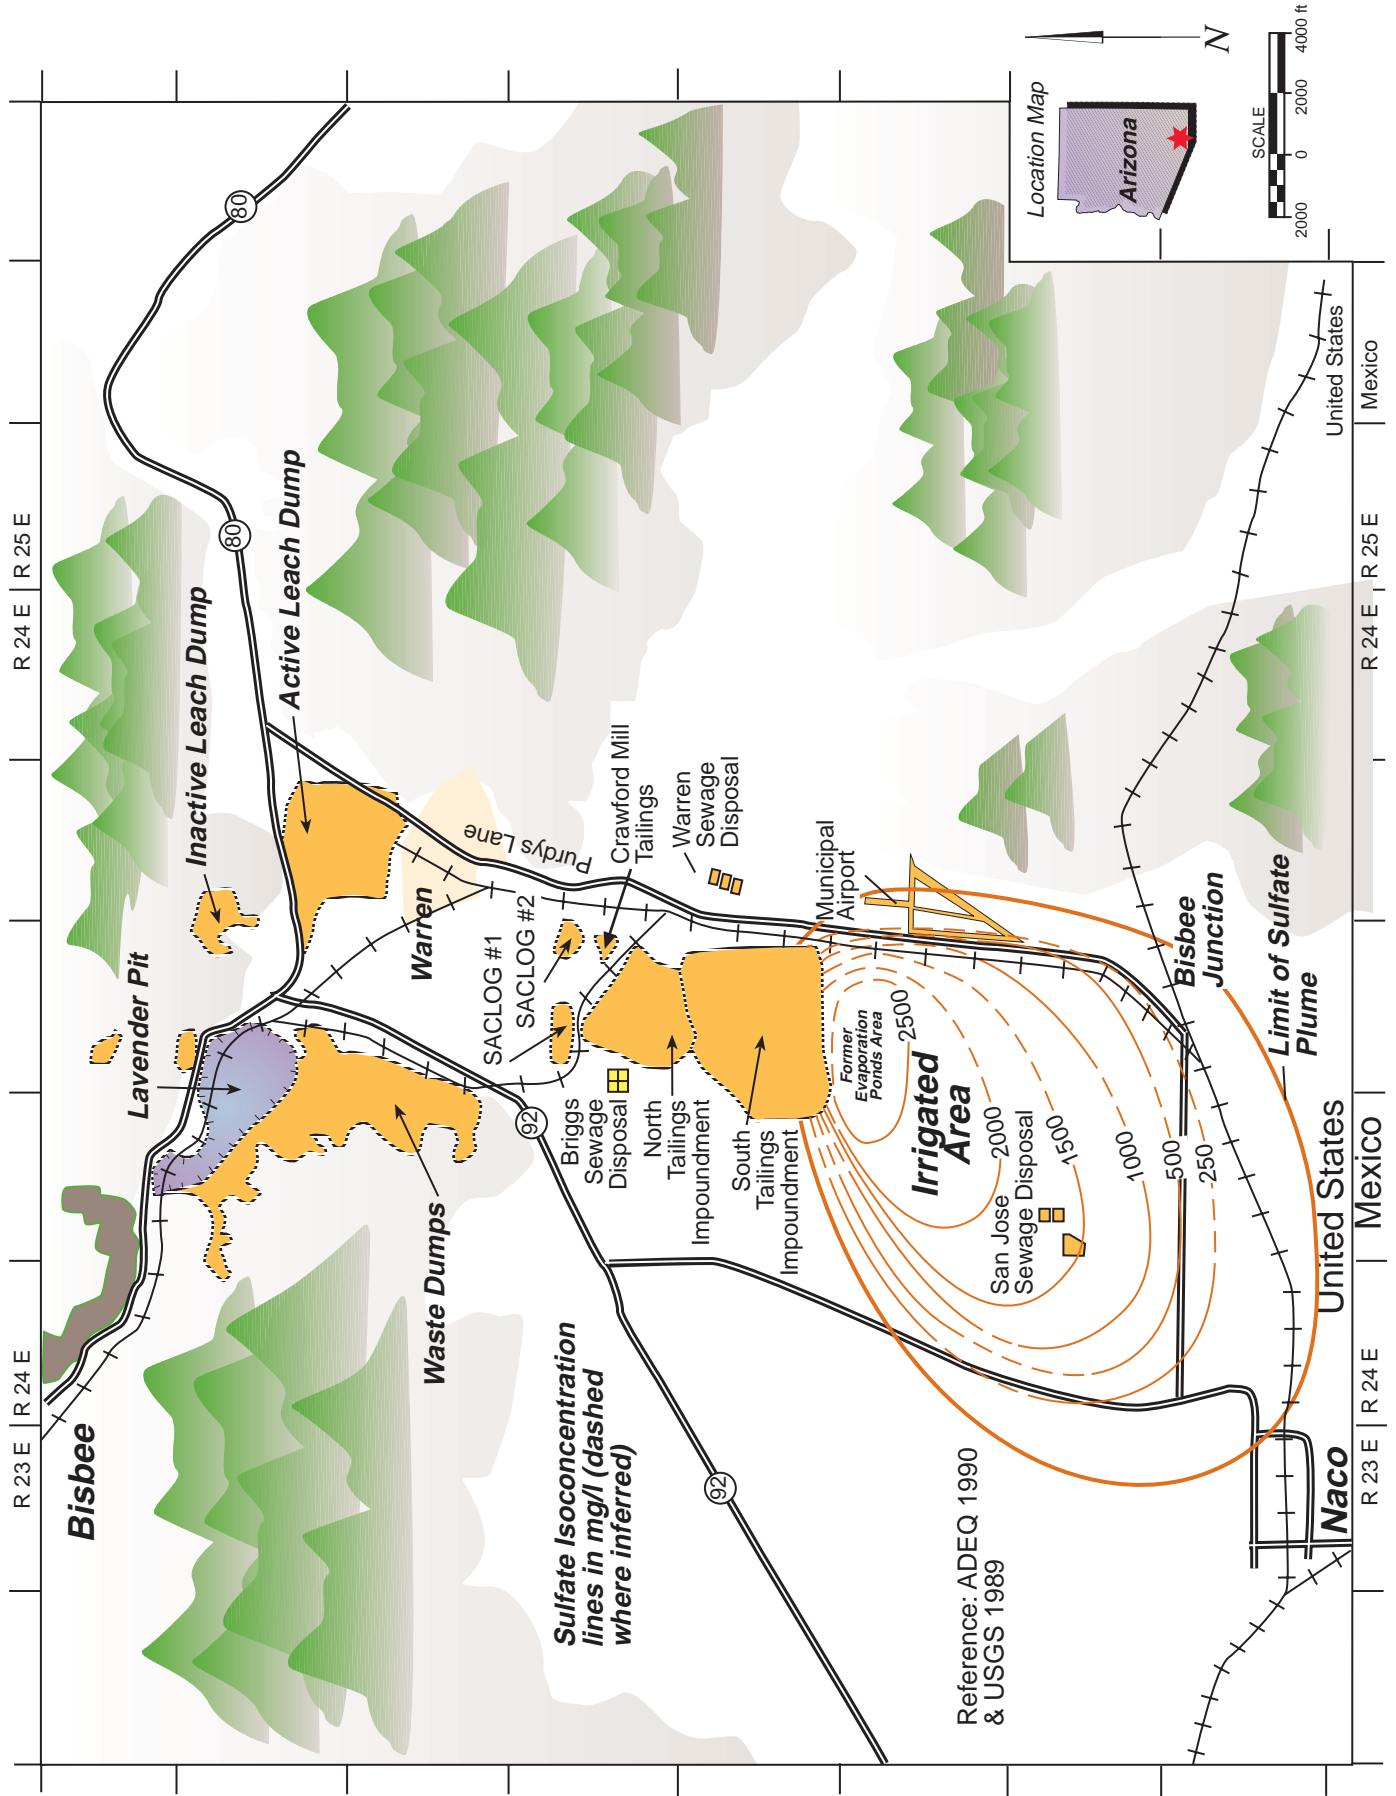 R 23 E
R 24 E
R 24 E
R 25 E
Bisbee
Lavender Pit
Inactive Leach Dump
Active Leach Dump
80
80
Waste Dumps
Warren
Purdys Lane
92
92
SACLOG #1
SACLOG #2
Crawford Mill
Tailings
Warren
Sewage
Disposal
Briggs
Sewage
Disposal
North
Tailings
Impoundment
South
Tailings
Impoundment
Sulfate Isoconcentration
lines in mg/l (dashed
where inferred)
Municipal
Airport
Former
Evaporation
Ponds Area
2500
Irrigated
Area
2000
San Jose
Sewage Disposal
1500
1000
500
250
Bisbee
Junction
Limit of Sulfate
Plume
Reference: ADEQ 1990
& USGS 1989
Naco
United States
Mexico
United States
Mexico
R 23 E
R 24 E
R 24 E
R 25 E
Location Map
Arizona
N
SCALE
2000
0
2000
4000 ft